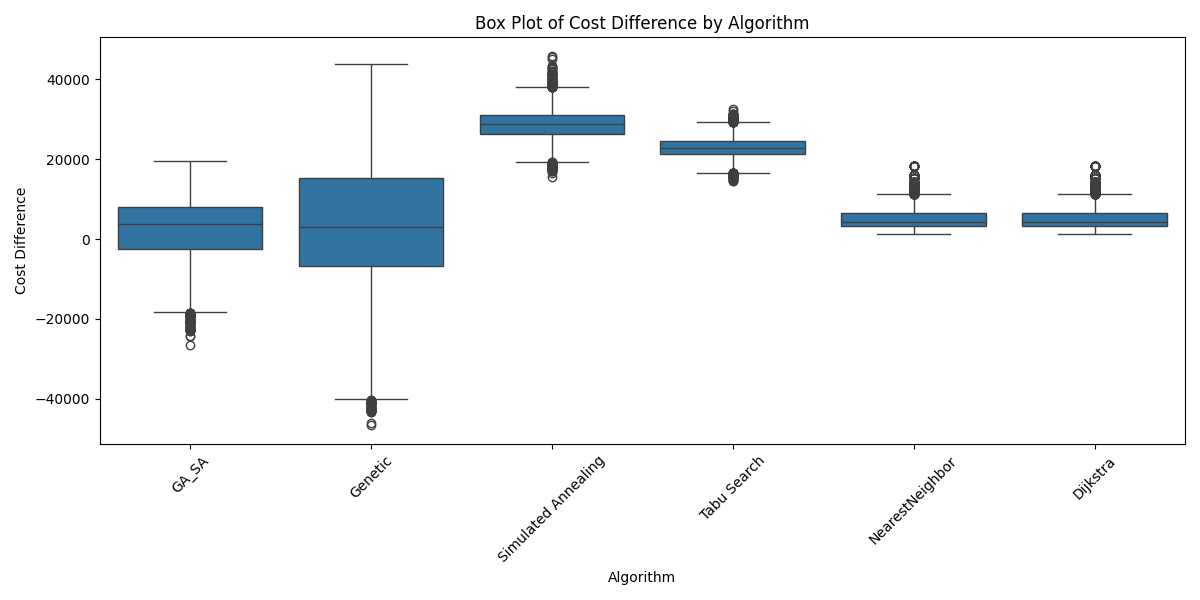 Box Plot of Cost Difference by Algorithm
Cost Difference
40000
20000
0
−20000
−40000
GA_SA
Genetic
Simulated Annealing
Tabu Search
NearestNeighbor
Dijkstra
Algorithm